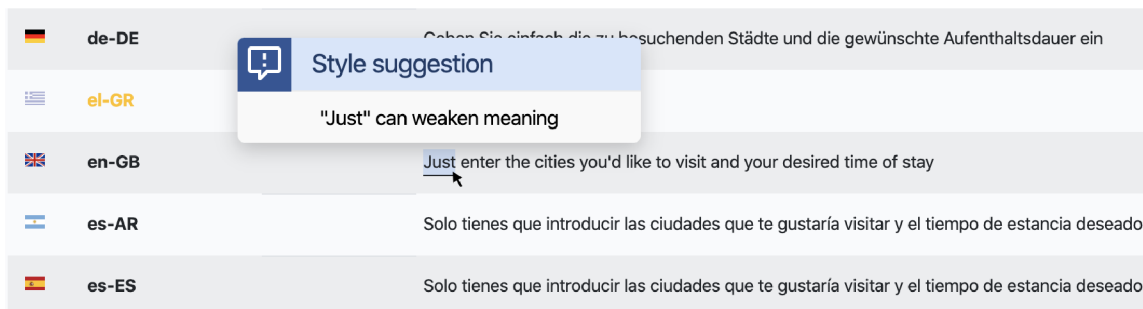 de-DE
Geben Sie einfach die zu besuchenden Städte und die gewünschte Aufenthaltsdauer ein
Style suggestion
"Just" can weaken meaning
el-GR
en-GB
Just enter the cities you'd like to visit and your desired time of stay
es-AR
Solo tienes que introducir las ciudades que te gustaría visitar y el tiempo de estancia deseado
es-ES
Solo tienes que introducir las ciudades que te gustaría visitar y el tiempo de estancia deseado